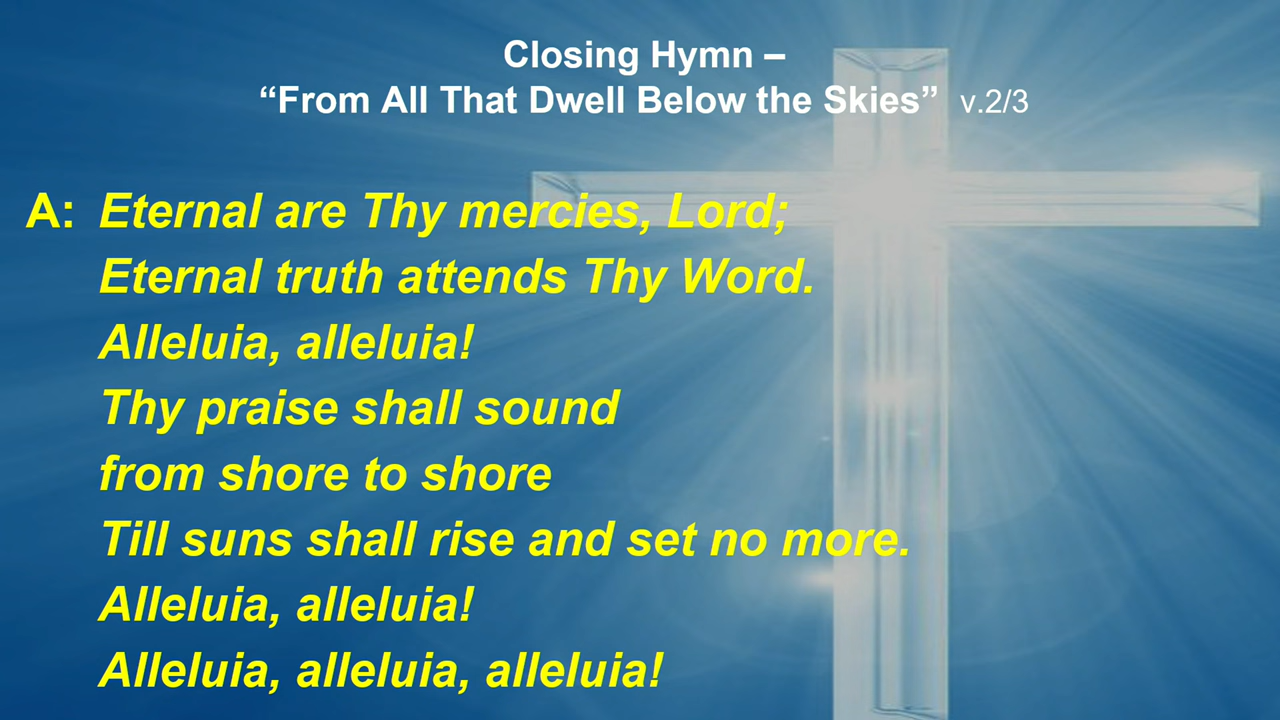 Closing Hymn –
“From All That Dwell Below the Skies” v.2/3
A: Eternal are Thy mercies, Lord;
Eternal truth attends Thy Word.
Alleluia, alleluia!
Thy praise shall sound
from shore to shore
Till suns shall rise and set no more.
Alleluia, alleluia!
Alleluia, alleluia, alleluia!